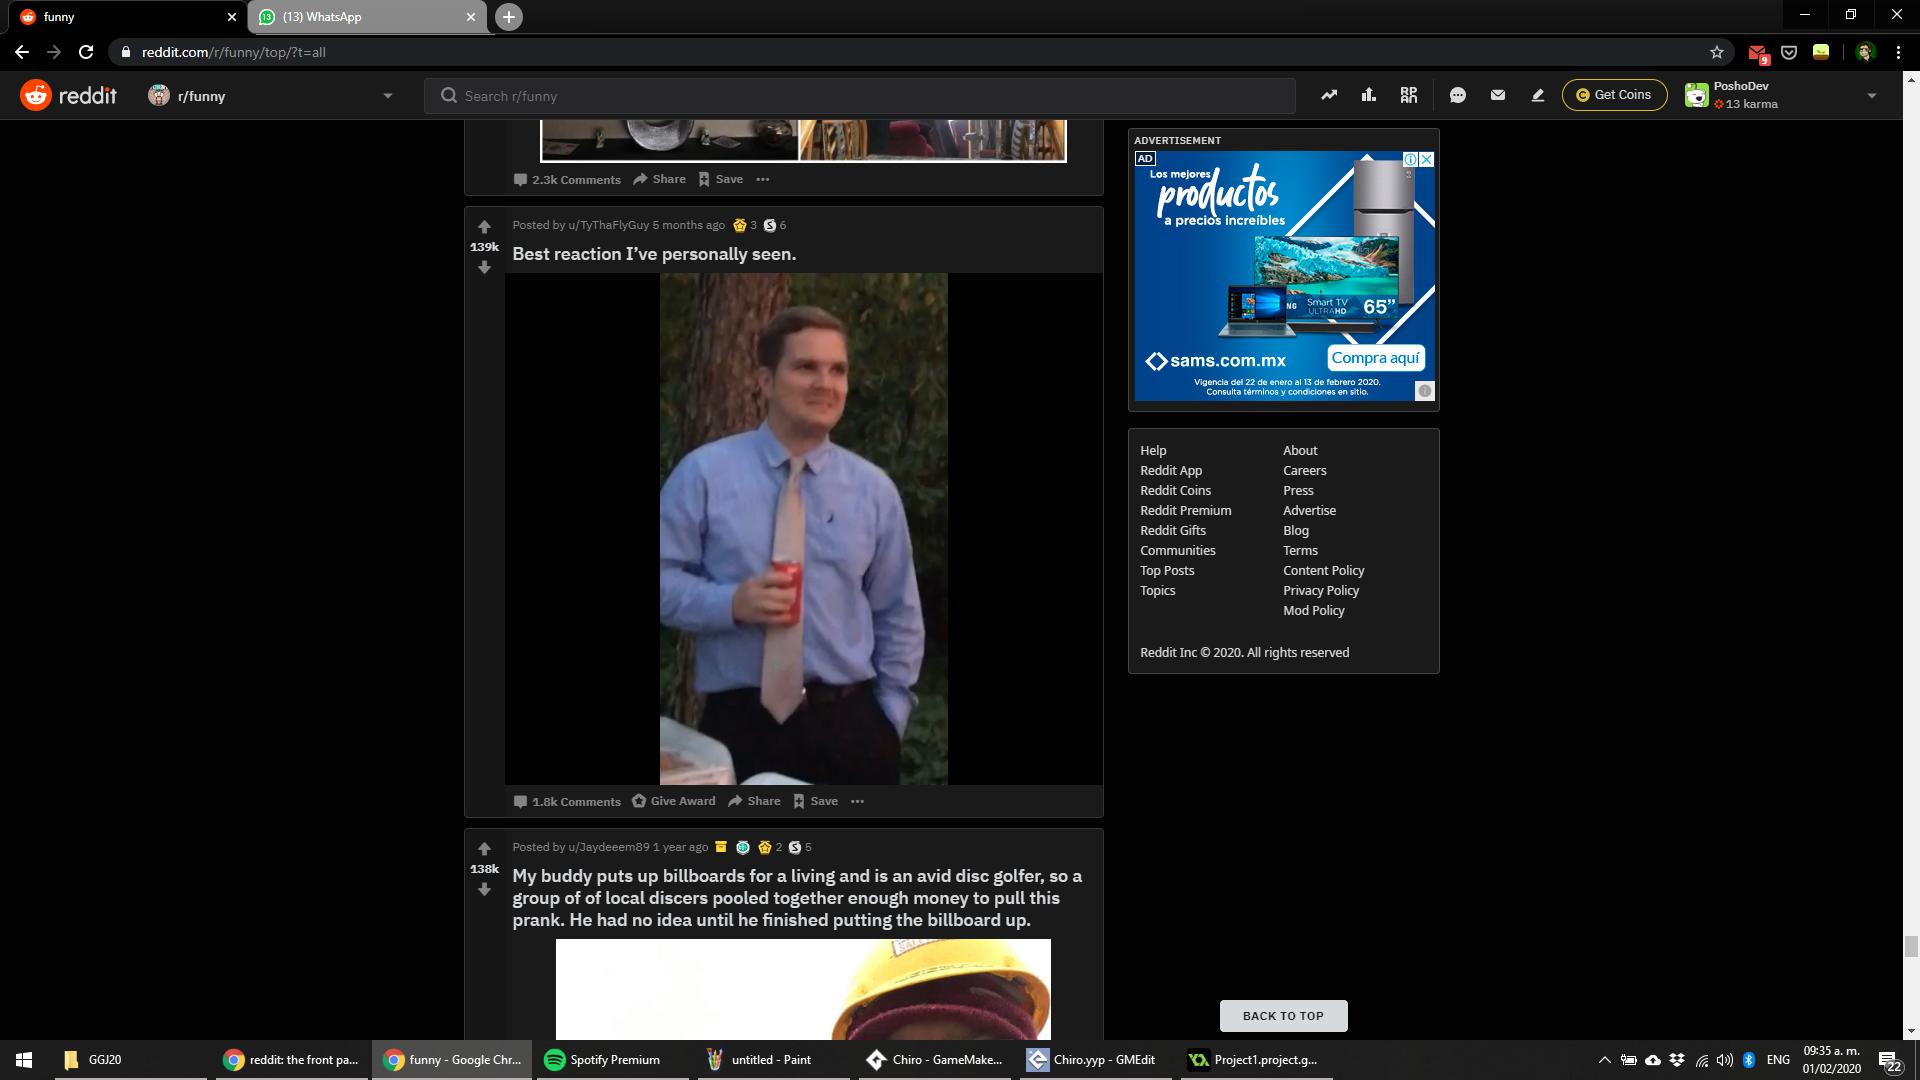 funny
(13) WhatsApp
reddit.com/r/funny/top/?t=all
9
reddit
r/funny
Search r/funny
Get Coins
PoshoDev
13 karma
2.3k Comments
Share
Save
139k
Posted by u/TyThaFlyGuy 5 months ago
3
6
Best reaction I’ve personally seen.
1.8k Comments
Give Award
Share
Save
138k
Posted by u/Jaydeeem89 1 year ago
2
5
My buddy puts up billboards for a living and is an avid disc golfer, so a
group of of local discers pooled together enough money to pull this
prank. He had no idea until he finished putting the billboard up.
ADVERTISEMENT
AD
Los mejores
productos
a precios increíbles
Smart TV
ULTRAHD
65”
sams.com.mx
Compra aquí
Vigencia del 22 de enero al 13 de febrero 2020.
Consulta términos y condiciones en sitio.
Help
Reddit App
Reddit Coins
Reddit Premium
Reddit Gifts
Communities
Top Posts
Topics
About
Careers
Press
Advertise
Blog
Terms
Content Policy
Privacy Policy
Mod Policy
Reddit Inc © 2020. All rights reserved
BACK TO TOP
GGJ20
reddit: the front pa...
funny - Google Chr...
Spotify Premium
untitled - Paint
Chiro - GameMake...
Chiro.yyp - GMEdit
Project1.project.g...
ENG
09:35 a. m.
01/02/2020
22